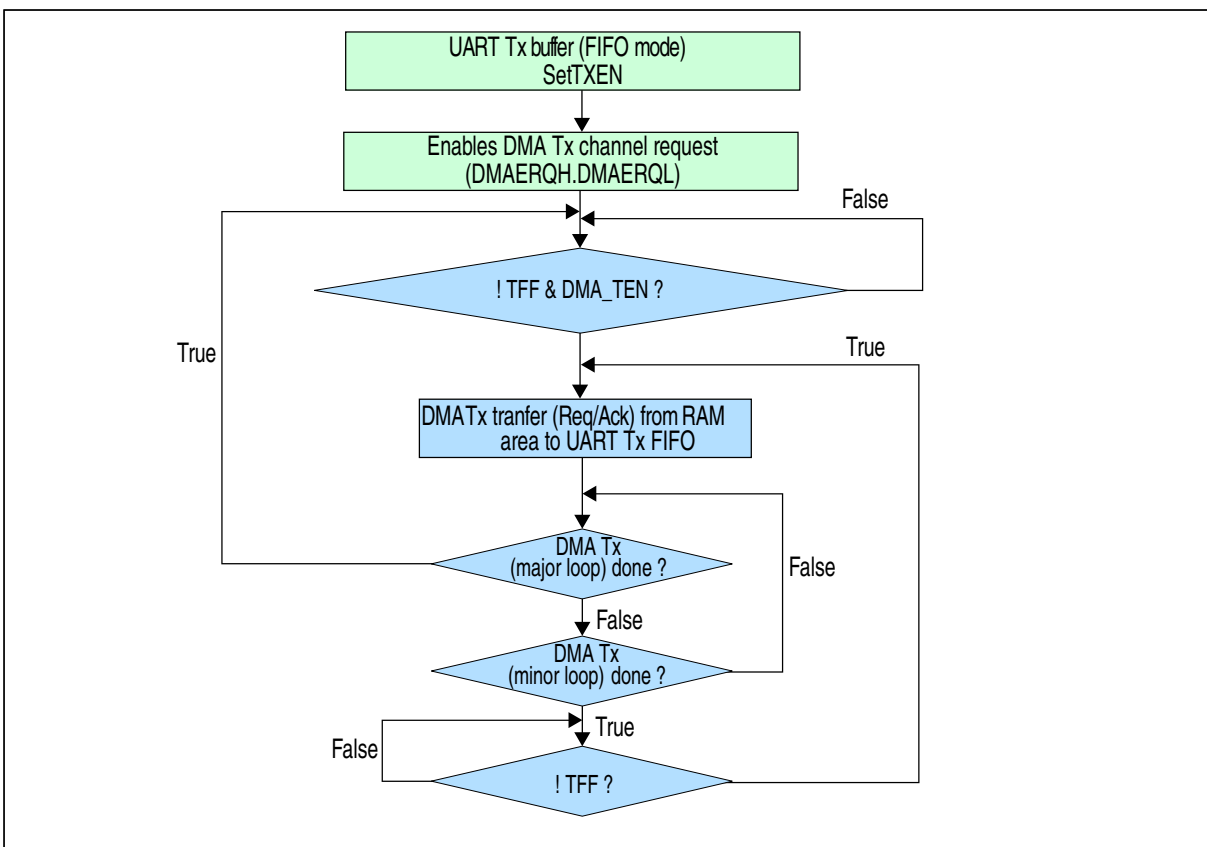 UART Tx buffer (FIFO mode)
SetTXEN
Enables DMA Tx channel request
(DMAERQH.DMAERQL)
False
! TFF & DMA_TEN ?
True
True
DMATx tranfer (Req/Ack) from RAM
area to UART Tx FIFO
DMA Tx
(major loop) done ?
False
False
DMA Tx
(minor loop) done ?
True
False
! TFF ?